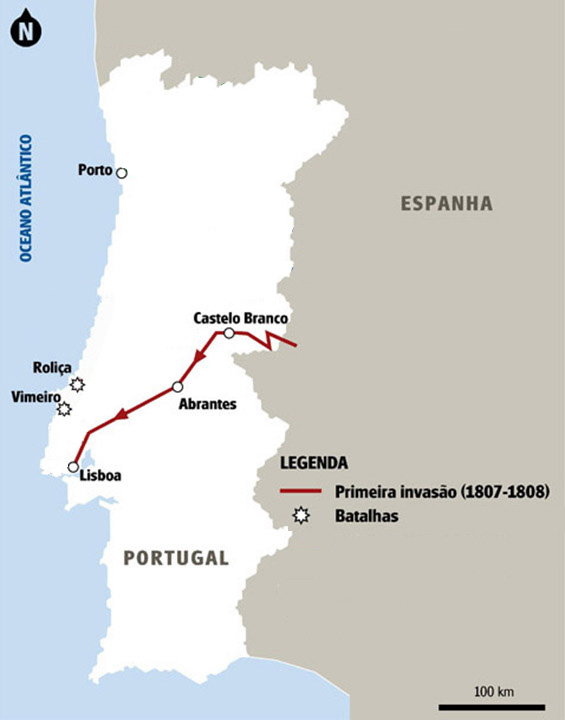 N
OCEANO ATLÂNTICO
Porto
ESPANHA
Castelo Branco
Roliça
Vimeiro
Abrantes
Lisboa
LEGENDA
Primeira invasão (1807-1808)
Batalhas
PORTUGAL
100 km